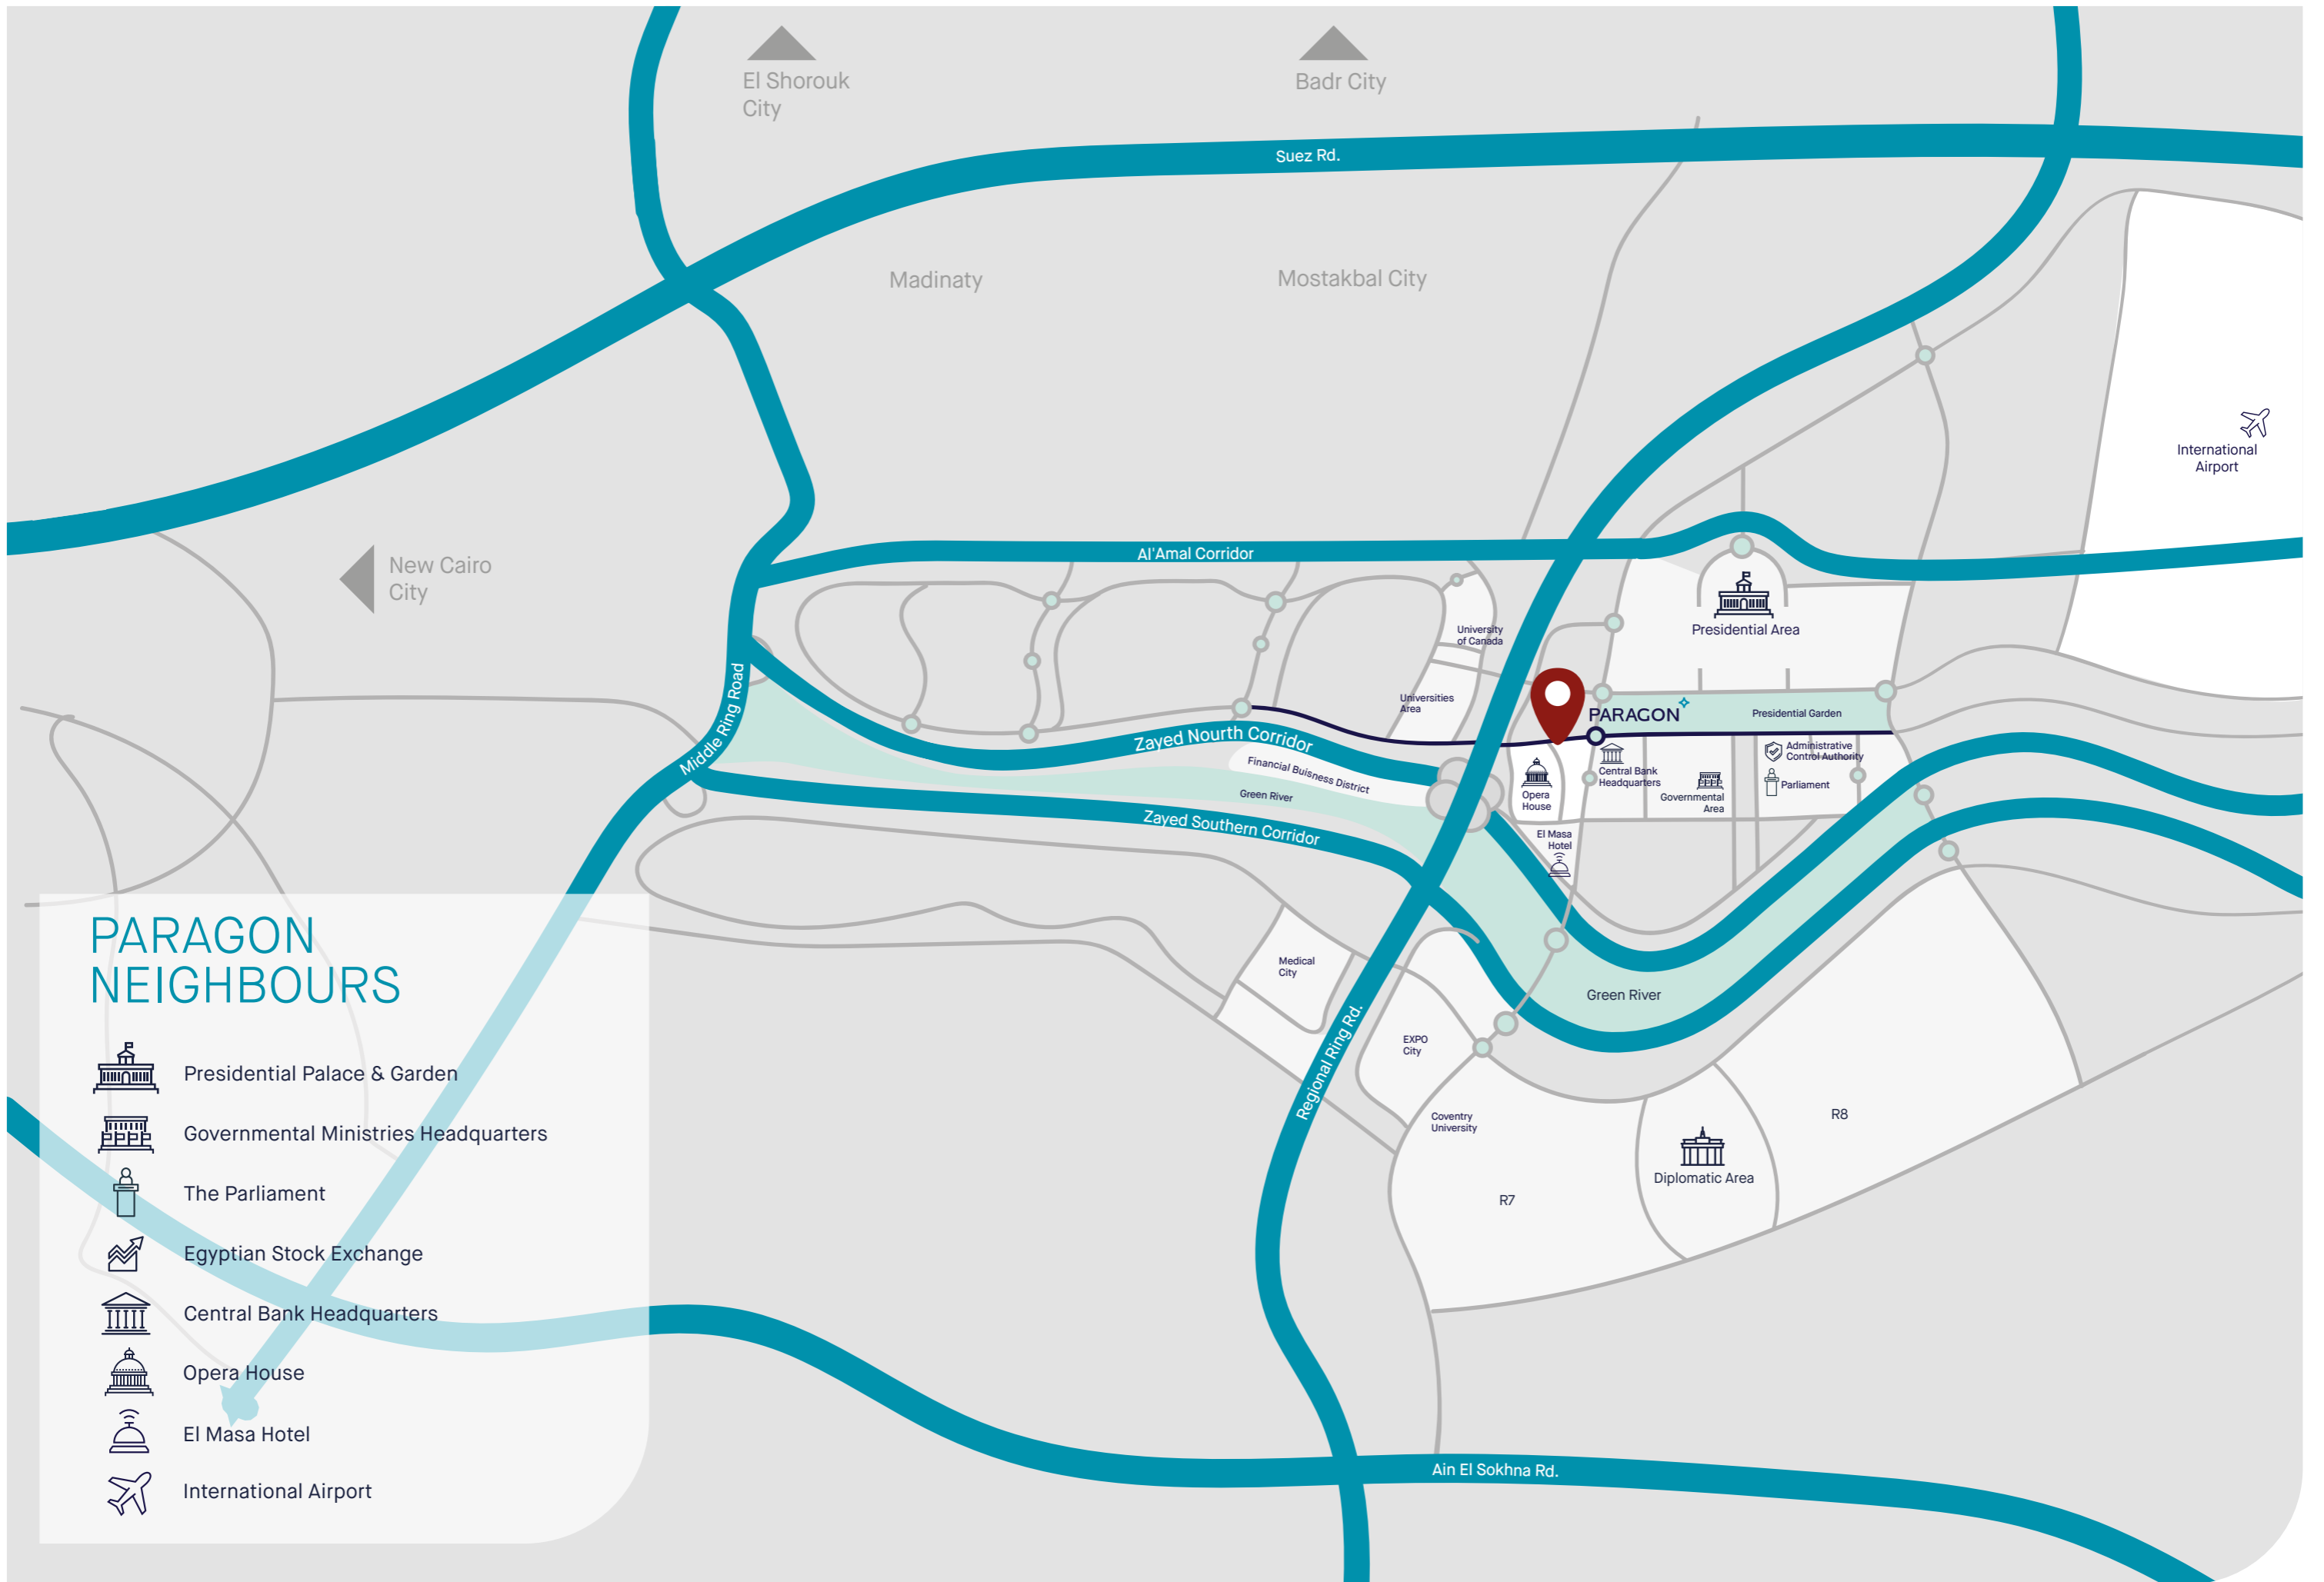 El Shorouk
City
Badr City
Suez Rd.
Madinaty
Mostakbal City
International
Airport
New Cairo
City
Al'Amal Corridor
University
of Canada
Presidential Area
Universities
Area
PARAGON
Presidential Garden
Middle Ring Road
Zayed Nourth Corridor
Financial Buisness District
Green River
Zayed Southern Corridor
Opera
House
Central Bank
Headquarters
Governmental
Area
Administrative
Control Authority
Parliament
El Masa
Hotel
Medical
City
Green River
EXPO
City
Regional Ring Rd.
Coventry
University
R8
Diplomatic Area
R7
Ain El Sokhna Rd.
PARAGON
NEIGHBOURS
Presidential Palace & Garden
Governmental Ministries Headquarters
The Parliament
Egyptian Stock Exchange
Central Bank Headquarters
Opera House
El Masa Hotel
International Airport